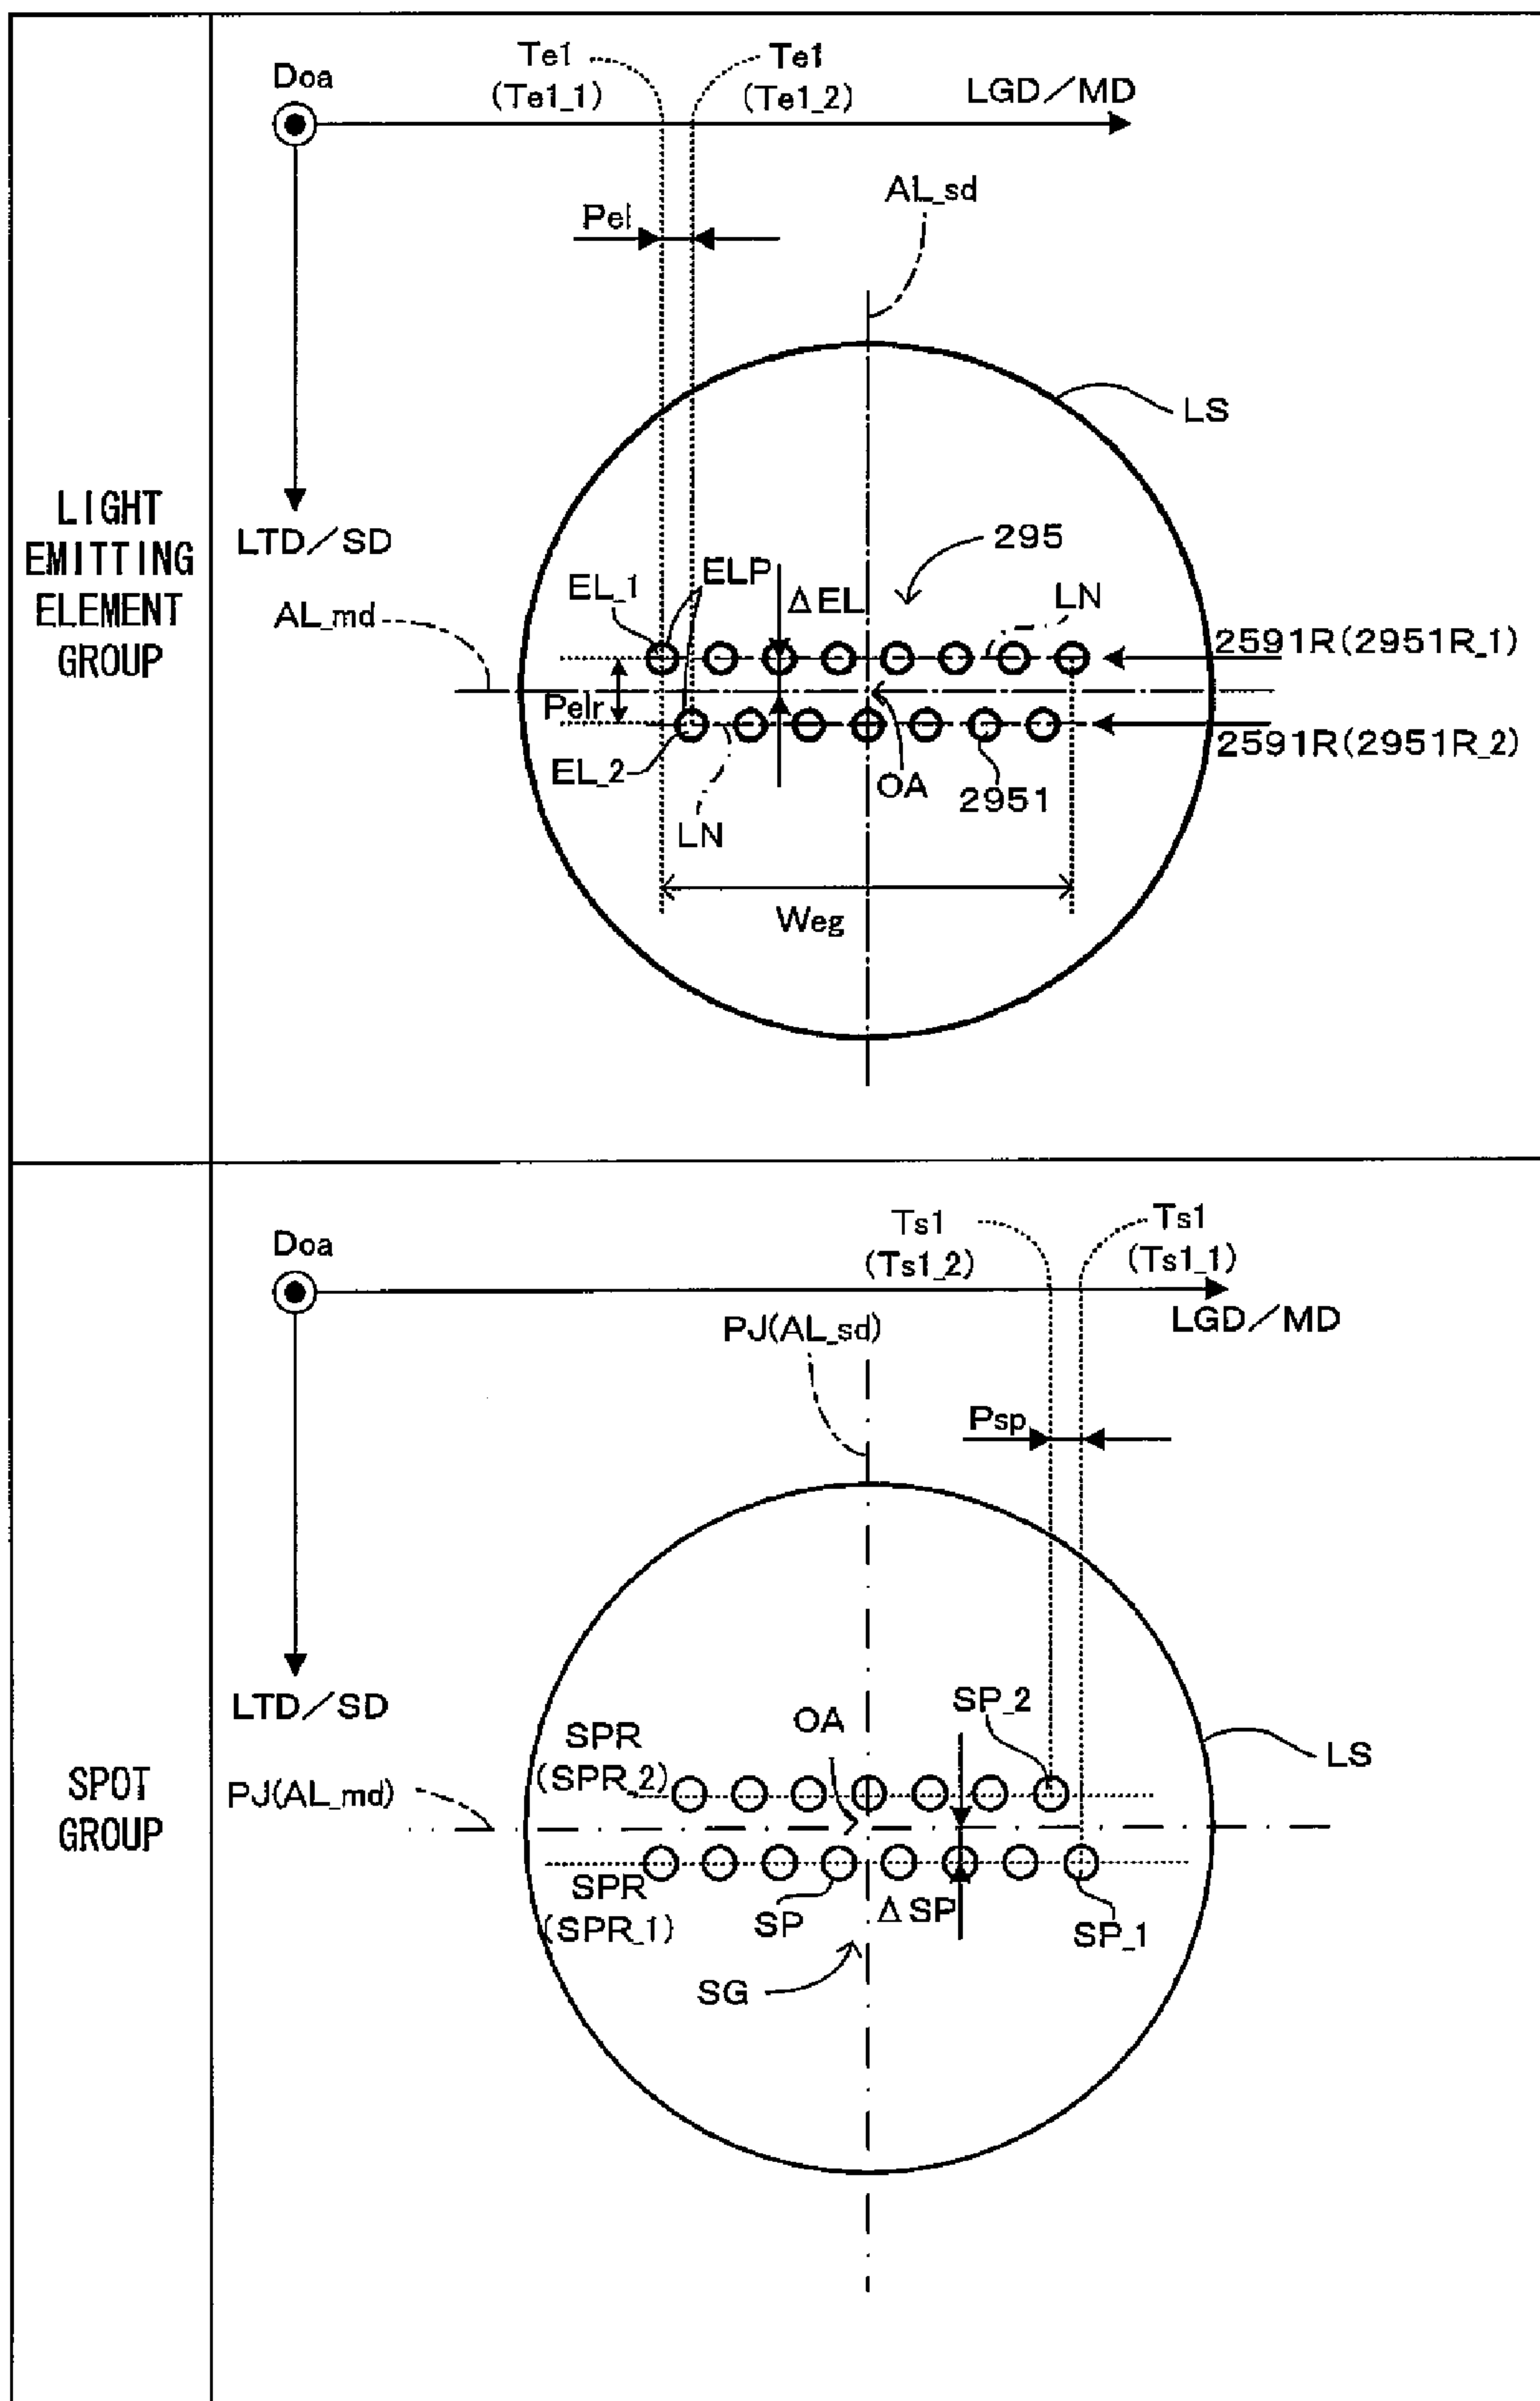 LIGHT
EMITTING
ELEMENT
GROUP
Doa
Te1
(Te1_1)
Te1
(Te1_2)
LGD/MD
AL_sd
Pel
LS
LTD/SD
295
ELP
EL_1
ΔEL
LN
AL_md
2591R(2951R_1)
Pelr
2591R(2951R_2)
EL_2
OA
2951
LN
Weg
SPOT
GROUP
Doa
Ts1
(Ts1_2)
Ts1
(Ts1_1)
LGD/MD
PJ(AL_sd)
Psp
LTD/SD
SP_2
OA
SPR
(SPR_2)
LS
PJ(AL_md)
SPR
(SPR_1)
SP
ΔSP
SP_1
SG